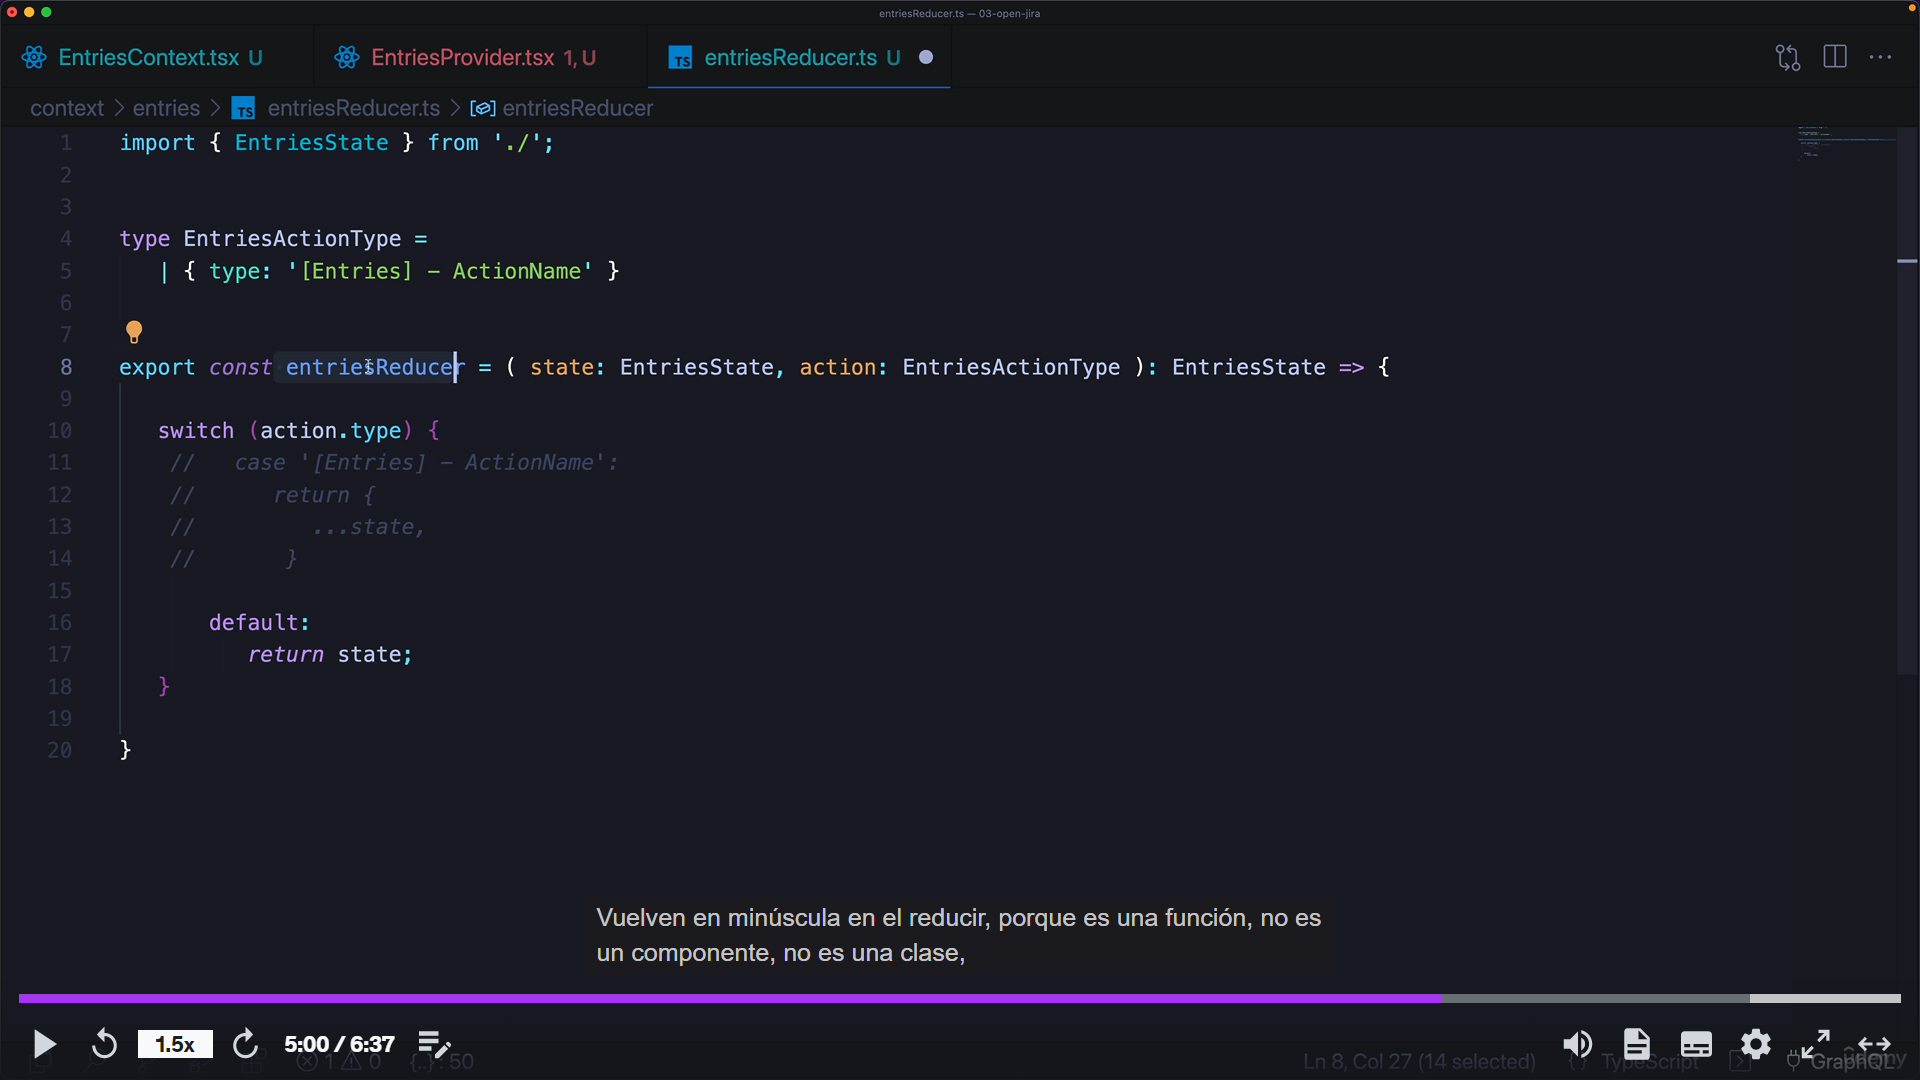 entriesReducer.ts — 03-open-jira
EntriesContext.tsx U
EntriesProvider.tsx 1, U
TS entriesReducer.ts U
context > entries > TS entriesReducer.ts > entriesReducer
1 import { EntriesState } from './';
2
3
4 type EntriesActionType =
5 | { type: '[Entries] - ActionName' }
6
7
8 export const entriesReducer = ( state: EntriesState, action: EntriesActionType ): EntriesState => {
9
10 switch (action.type) {
11 // case '[Entries] - ActionName':
12 // return {
13 // ...state,
14 // }
15
16 default:
17 return state;
18 }
19
20 }
Vuelven en minúscula en el reducir, porque es una función, no es
un componente, no es una clase,
1.5x 5:00 / 6:37
1 0 {..} : 50 Ln 8, Col 27 (14 selected) {} TypeScript GraphQL